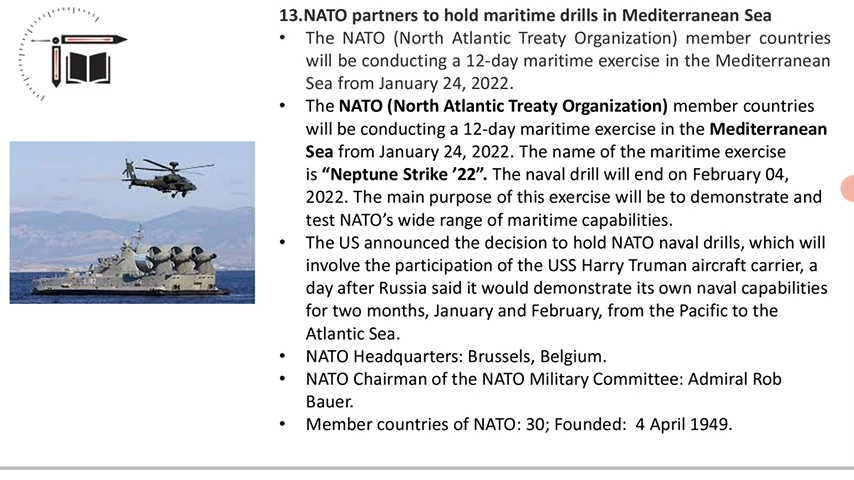 13.NATO partners to hold maritime drills in Mediterranean Sea
• The NATO (North Atlantic Treaty Organization) member countries
will be conducting a 12-day maritime exercise in the Mediterranean
Sea from January 24, 2022.
• The NATO (North Atlantic Treaty Organization) member countries
will be conducting a 12-day maritime exercise in the Mediterranean
Sea from January 24, 2022. The name of the maritime exercise
is “Neptune Strike ’22”. The naval drill will end on February 04,
2022. The main purpose of this exercise will be to demonstrate and
test NATO’s wide range of maritime capabilities.
• The US announced the decision to hold NATO naval drills, which will
involve the participation of the USS Harry Truman aircraft carrier, a
day after Russia said it would demonstrate its own naval capabilities
for two months, January and February, from the Pacific to the
Atlantic Sea.
• NATO Headquarters: Brussels, Belgium.
• NATO Chairman of the NATO Military Committee: Admiral Rob
Bauer.
• Member countries of NATO: 30; Founded:  4 April 1949.